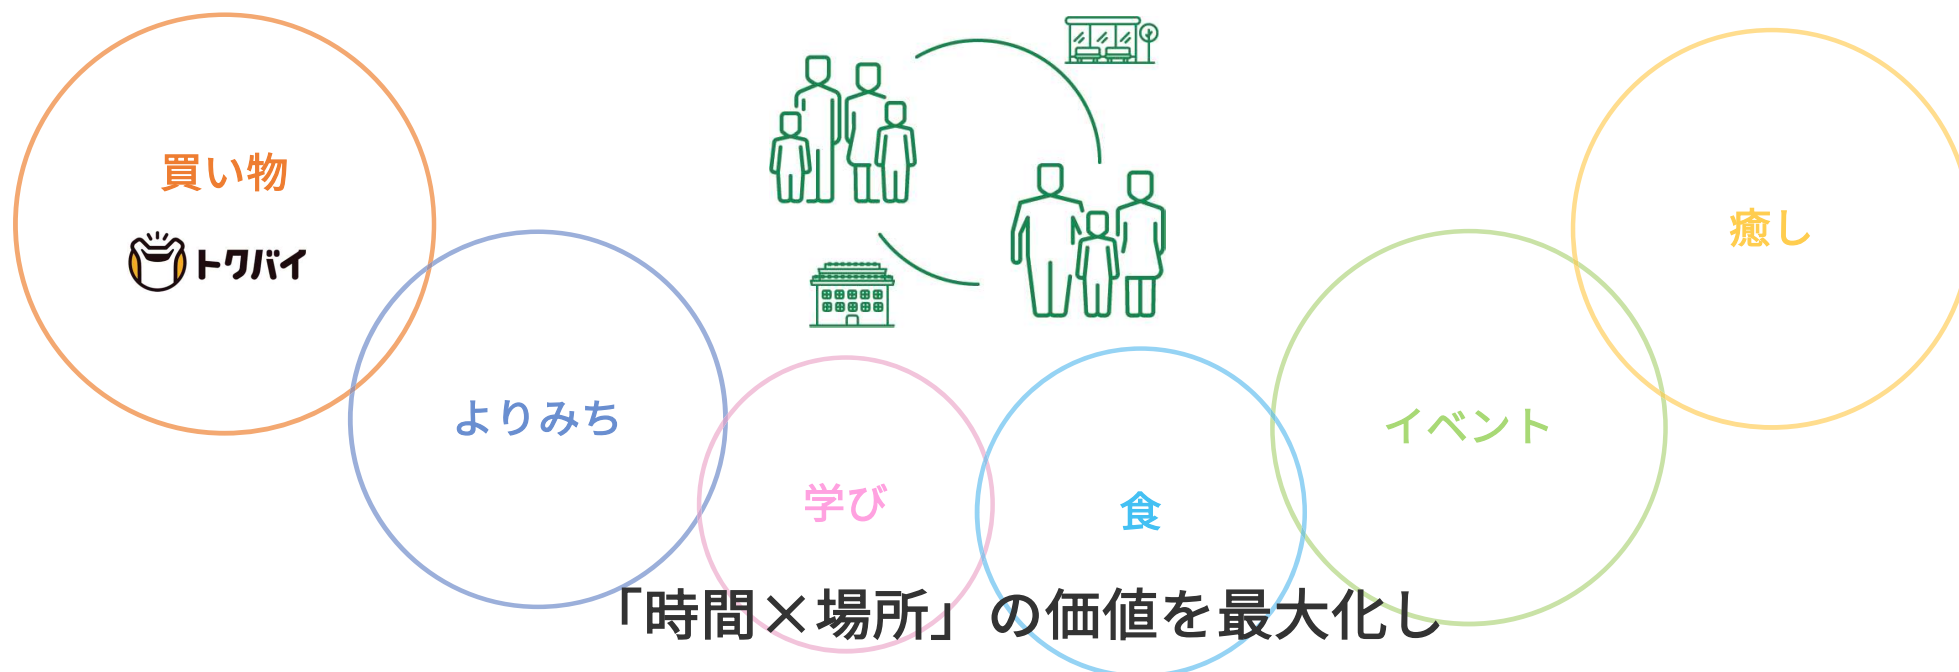 買い物
トクバイ
よりみち
学び
食
イベント
癒し
「時間×場所」の価値を最大化し